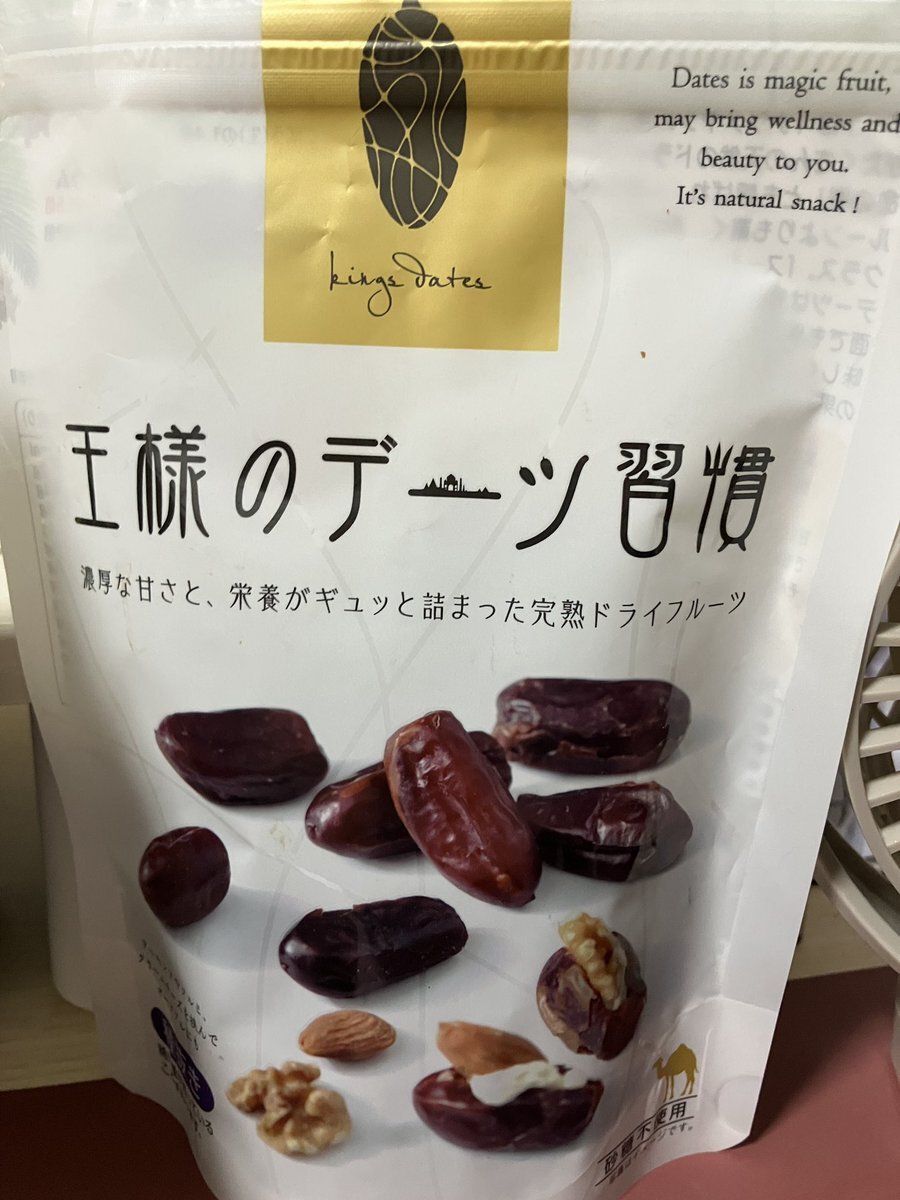 Dates is magic fruit,
may bring wellness and
beauty to you.
It's natural snack!
kings dates
王様のデーツ習慣
濃厚な甘さと、栄養がギュッと詰まった完熟ドライフルーツ
砂糖不使用